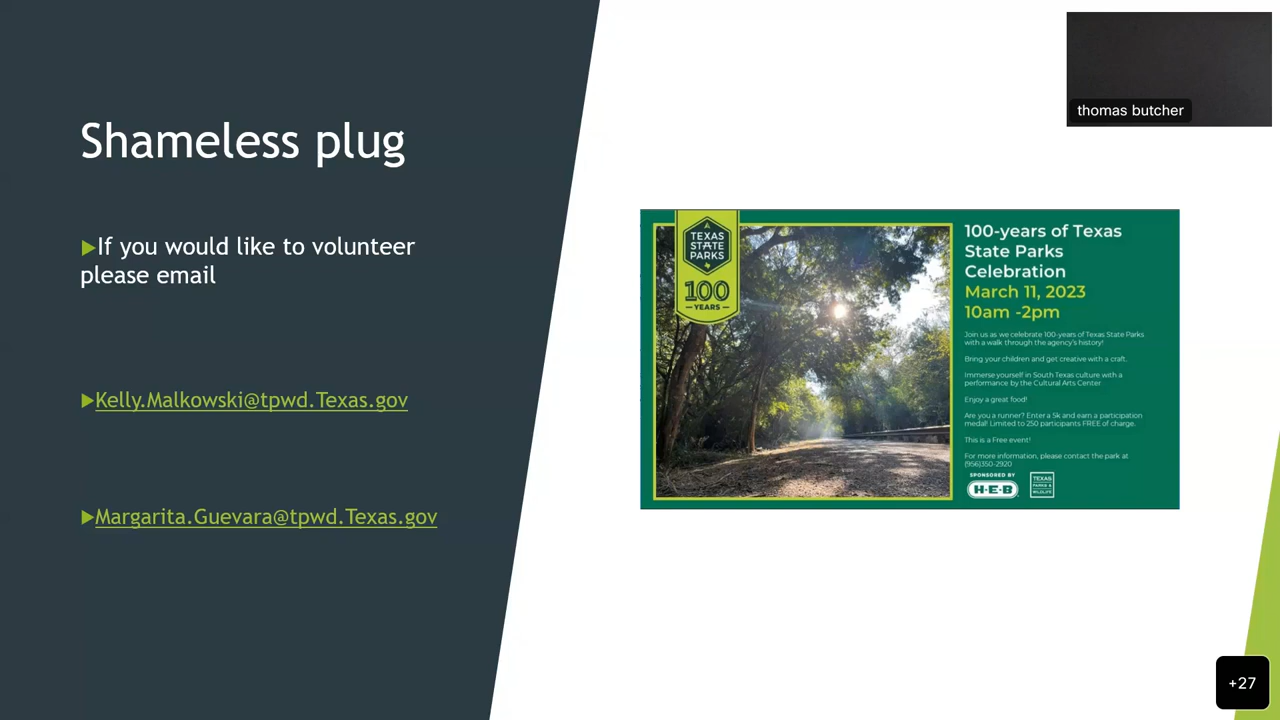 thomas butcher
Shameless plug
If you would like to volunteer
please email
Kelly.Malkowski@tpwd.Texas.gov
Margarita.Guevara@tpwd.Texas.gov
TEXAS
STATE
PARKS
100
YEARS
100-years of Texas
State Parks
Celebration
March 11, 2023
10am -2pm
Join us as we celebrate 100-years of Texas State Parks
with a walk through the agency's history!
Bring your children and get creative with a craft.
Immerse yourself in South Texas culture with a
performance by the Cultural Arts Center
Enjoy a great food!
Are you a runner? Enter a 5k and earn a participation
medal! Limited to 250 participants FREE of charge.
This is a Free event!
For more information, please contact the park at
(956)350-2920
SPONSORED BY
H-E-B
TEXAS
PARKS &
WILDLIFE
+27